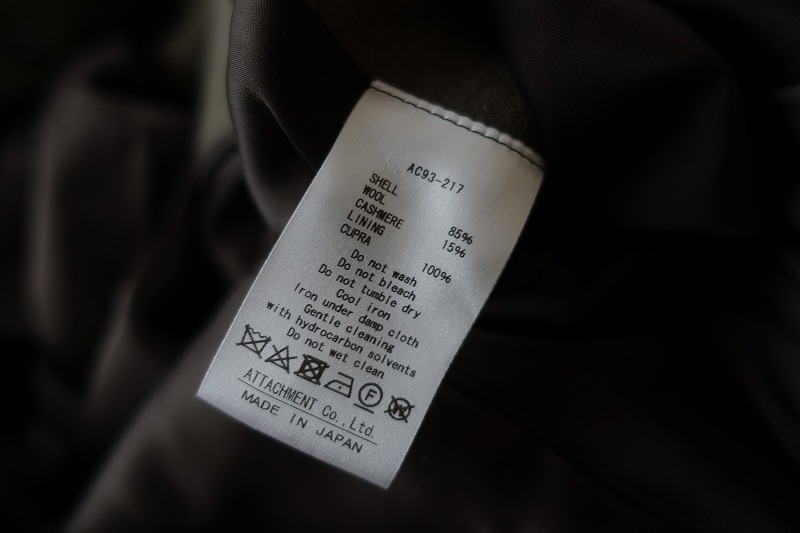 AC93-217
SHELL
WOOL 85%
CASHMERE 15%
LINING
CUPRA 100%
Do not wash
Do not bleach
Do not tumble dry
Cool iron
Iron under damp cloth
Gentle cleaning
with hydrocarbon solvents
Do not wet clean
F W
ATTACHMENT Co.,Ltd.
MADE IN JAPAN